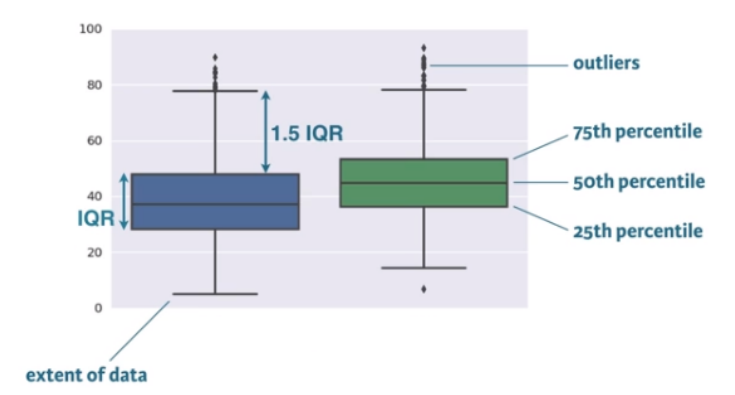 100
outliers
80
75th percentile
1.5 IQR
60
50th percentile
40
IQR
25th percentile
20
0
extent of data